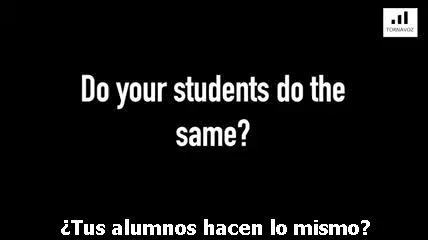 TORNAVOZ
Do your students do the
same?
¿Tus alumnos hacen lo mismo?